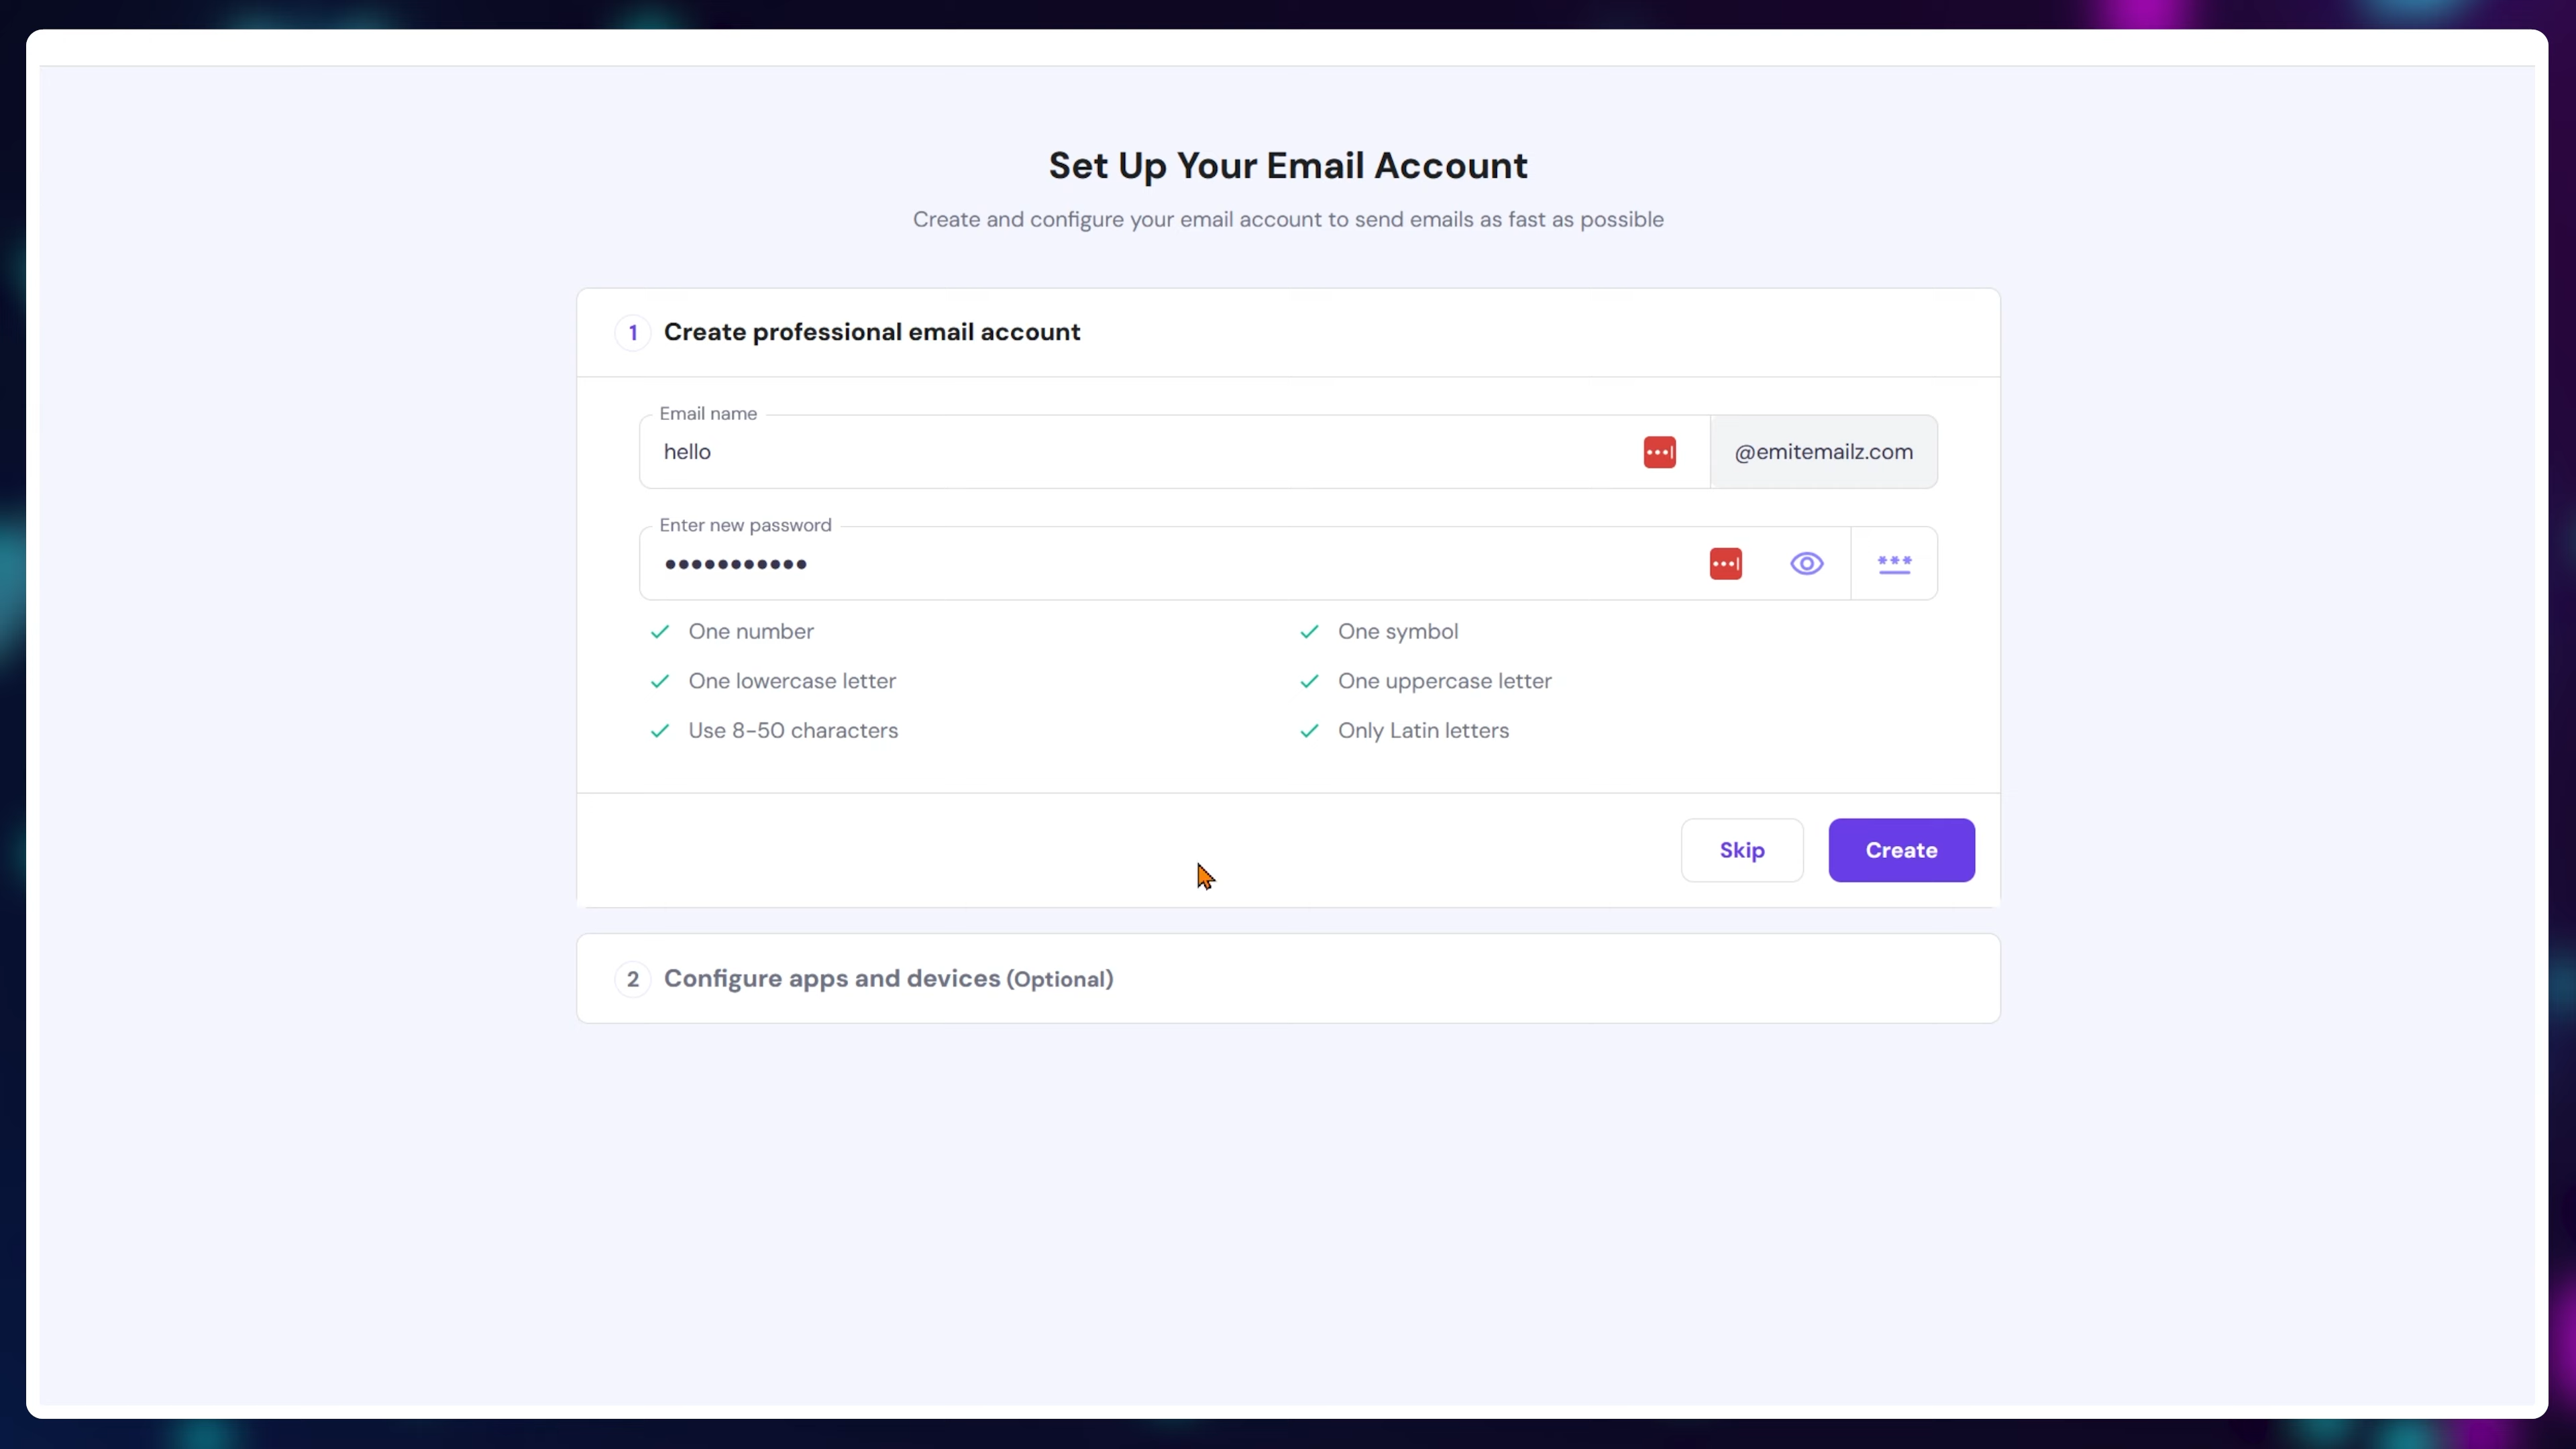 Set Up Your Email Account
Create and configure your email account to send emails as fast as possible
1 Create professional email account
Email name
hello
@emitemailz.com
Enter new password
•••••••••••
One number
One symbol
One lowercase letter
One uppercase letter
Use 8-50 characters
Only Latin letters
Skip
Create
2 Configure apps and devices (Optional)